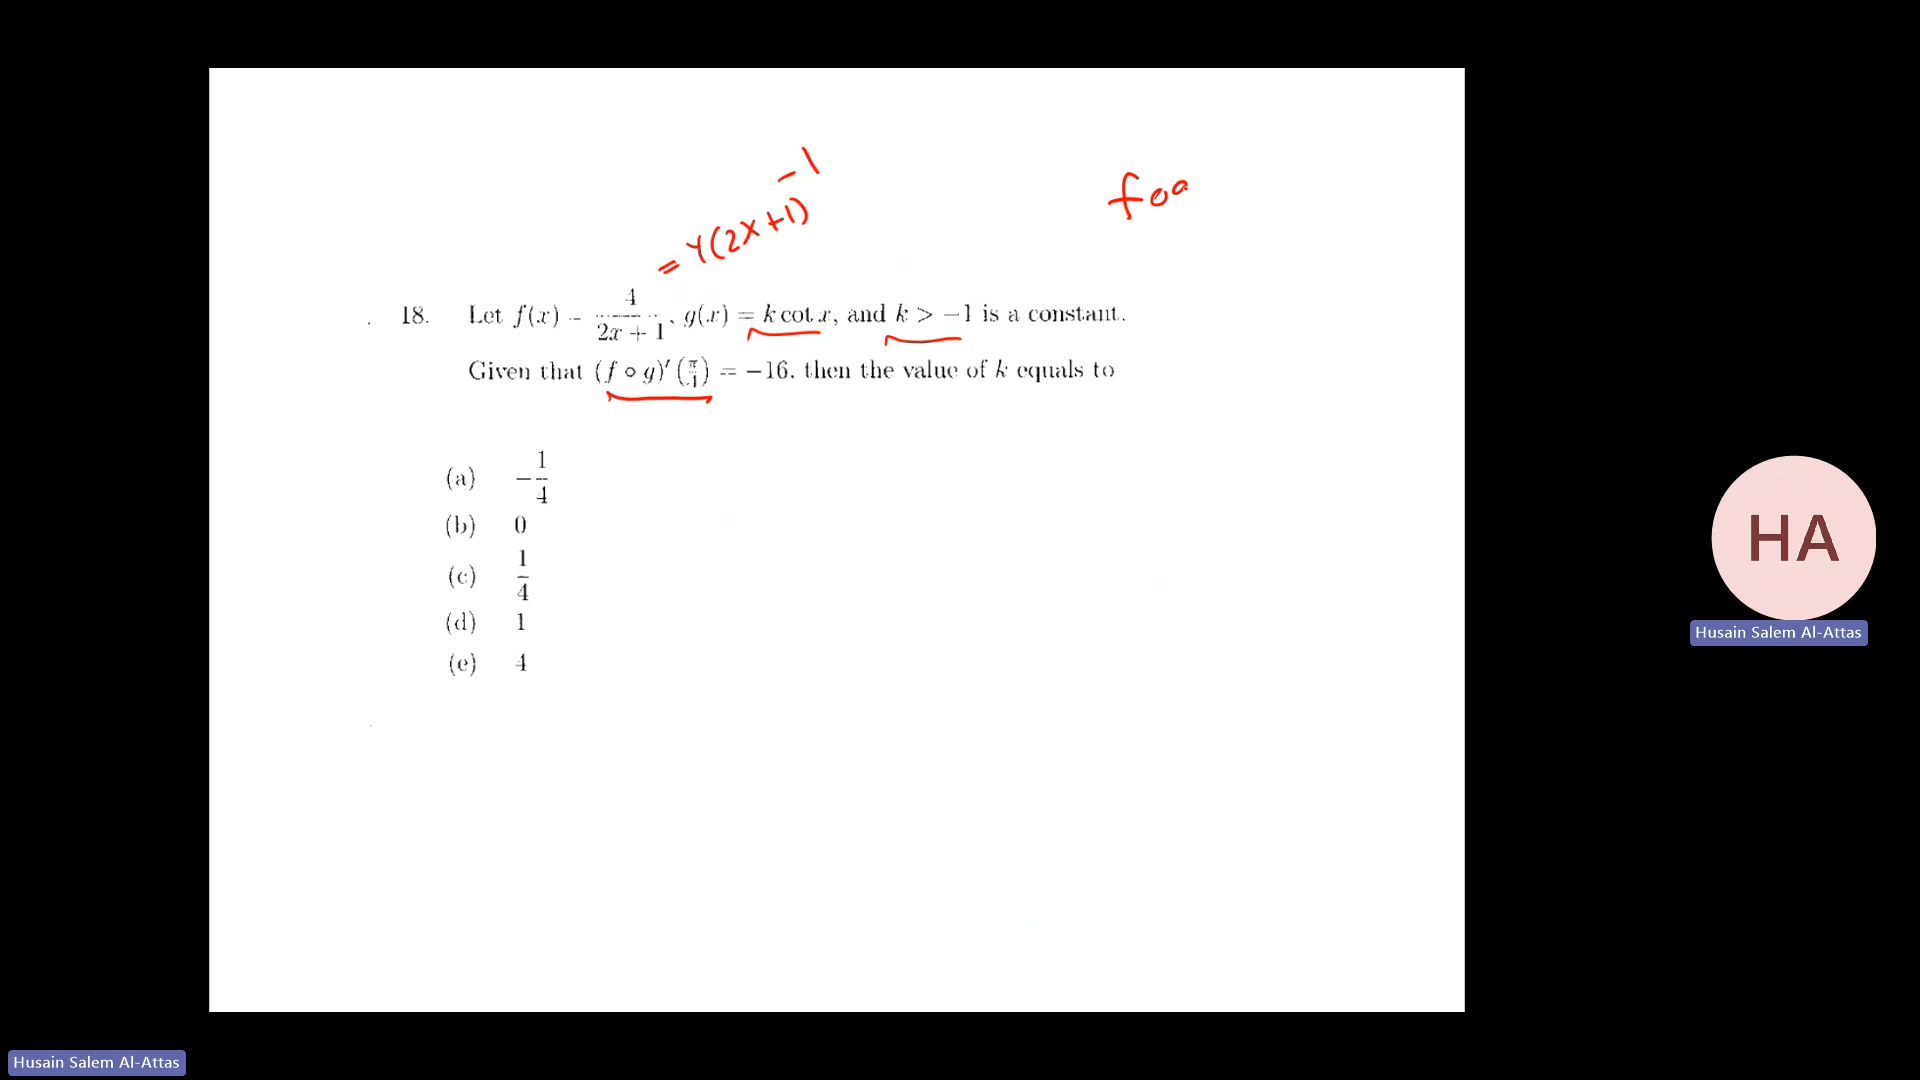 = 4(2x+1)^-1
fog
18. Let f(x) = 4/(2x + 1), g(x) = k cot x, and k > −1 is a constant.
Given that (f ∘ g)′ (π/4) = −16. then the value of k equals to
(a) −1/4
(b) 0
(c) 1/4
(d) 1
(e) 4
HA
Husain Salem Al-Attas
Husain Salem Al-Attas